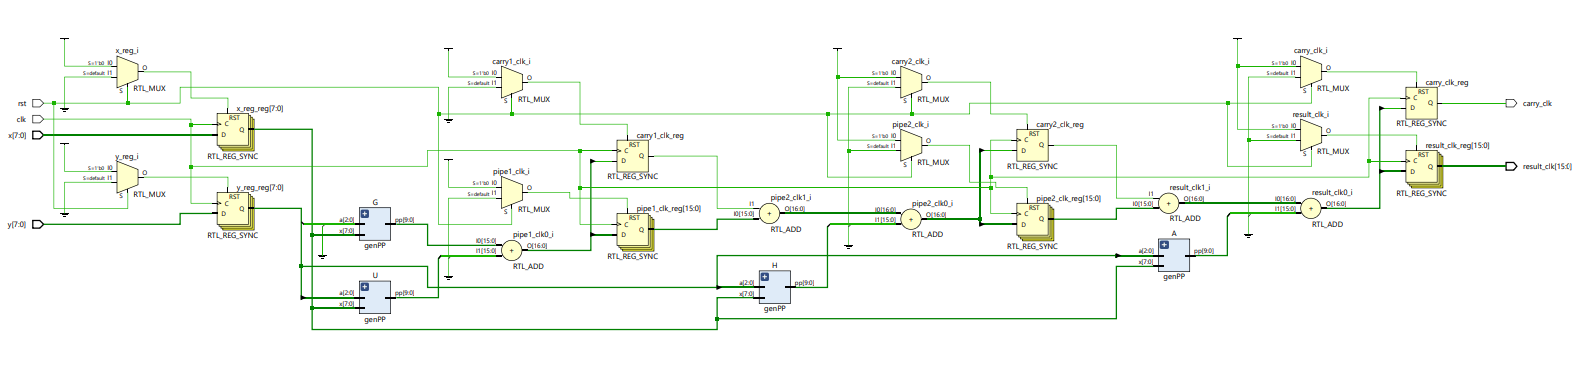 x_reg_i
S=1'b0 I0
S=default I1
O
S
RTL_MUX
rst
clk
x[7:0]
y[7:0]
x_reg_reg[7:0]
RST
C
D
Q
RTL_REG_SYNC
y_reg_i
S=1'b0 I0
S=default I1
O
S
RTL_MUX
y_reg_reg[7:0]
RST
C
D
Q
RTL_REG_SYNC
G
a[2:0]
x[7:0]
pp[9:0]
genPP
U
a[2:0]
x[7:0]
pp[9:0]
genPP
carry1_clk_i
S=1'b0 I0
S=default I1
O
S
RTL_MUX
pipe1_clk_i
S=1'b0 I0
S=default I1
O
S
RTL_MUX
pipe1_clk0_i
I0[15:0]
I1[15:0]
+
O[16:0]
RTL_ADD
carry1_clk_reg
RST
C
D
Q
RTL_REG_SYNC
pipe1_clk_reg[15:0]
RST
C
D
Q
RTL_REG_SYNC
pipe2_clk1_i
I1
I0[15:0]
+
O[16:0]
RTL_ADD
H
a[2:0]
x[7:0]
pp[9:0]
genPP
carry2_clk_i
S=1'b0 I0
S=default I1
O
S
RTL_MUX
pipe2_clk_i
S=1'b0 I0
S=default I1
O
S
RTL_MUX
pipe2_clk0_i
I0[16:0]
I1[15:0]
+
O[16:0]
RTL_ADD
carry2_clk_reg
RST
C
D
Q
RTL_REG_SYNC
pipe2_clk_reg[15:0]
RST
C
D
Q
RTL_REG_SYNC
result_clk1_i
I1
I0[15:0]
+
O[16:0]
RTL_ADD
A
a[2:0]
x[7:0]
pp[9:0]
genPP
carry_clk_i
S=1'b0 I0
S=default I1
O
S
RTL_MUX
result_clk_i
S=1'b0 I0
S=default I1
O
S
RTL_MUX
result_clk0_i
I0[16:0]
I1[15:0]
+
O[16:0]
RTL_ADD
carry_clk_reg
RST
C
D
Q
RTL_REG_SYNC
result_clk_reg[15:0]
RST
C
D
Q
RTL_REG_SYNC
carry_clk
result_clk[15:0]